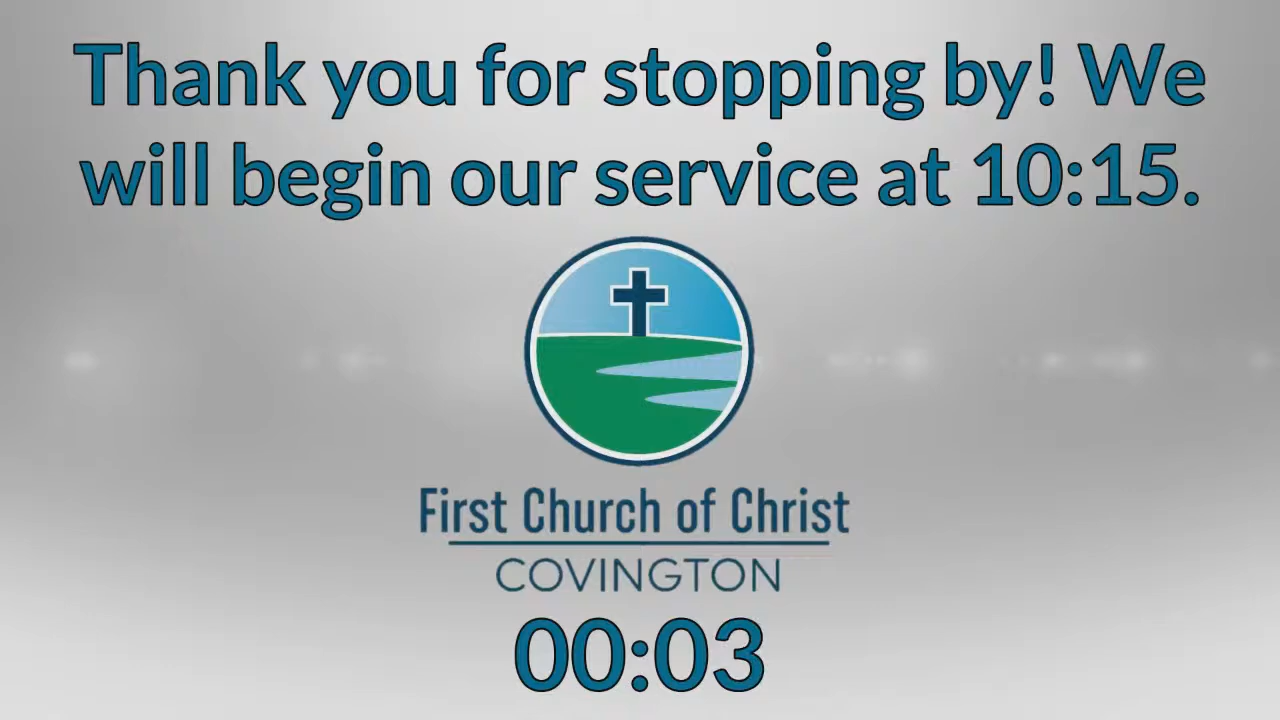 Thank you for stopping by! We
will begin our service at 10:15.
First Church of Christ
COVINGTON
00:03